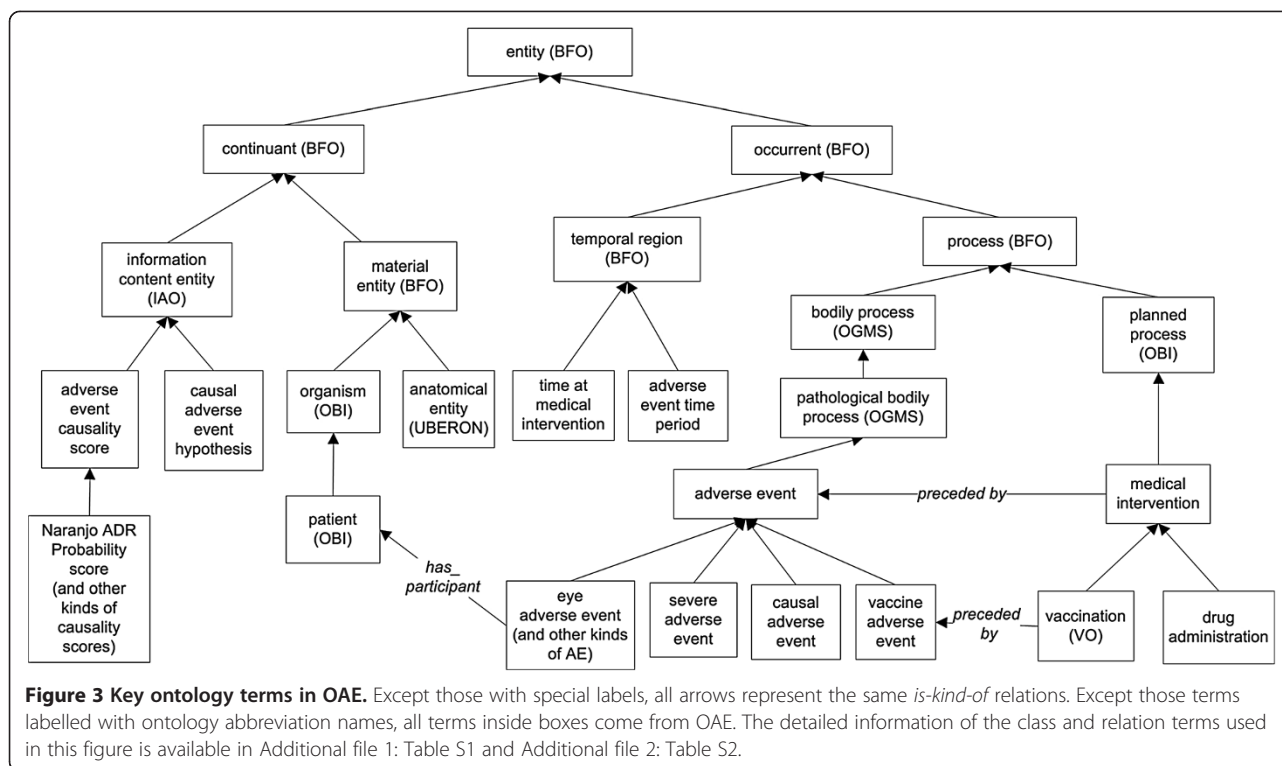 entity (BFO)
continuant (BFO)
occurrent (BFO)
information
content entity
(IAO)
material
entity (BFO)
temporal region
(BFO)
process (BFO)
bodily process
(OGMS)
planned
process
(OBI)
adverse
event
causality
score
causal
adverse
event
hypothesis
organism
(OBI)
anatomical
entity
(UBERON)
time at
medical
intervention
adverse
event time
period
pathological bodily
process (OGMS)
adverse event
preceded by
medical
intervention
Naranjo ADR
Probability
score
(and other
kinds of
causality
scores)
patient
(OBI)
has_
participant
eye
adverse event
(and other kinds
of AE)
severe
adverse
event
causal
adverse
event
vaccine
adverse
event
preceded
by
vaccination
(VO)
drug
administration
Figure 3 Key ontology terms in OAE. Except those with special labels, all arrows represent the same is-kind-of relations. Except those terms
labelled with ontology abbreviation names, all terms inside boxes come from OAE. The detailed information of the class and relation terms used
in this figure is available in Additional file 1: Table S1 and Additional file 2: Table S2.